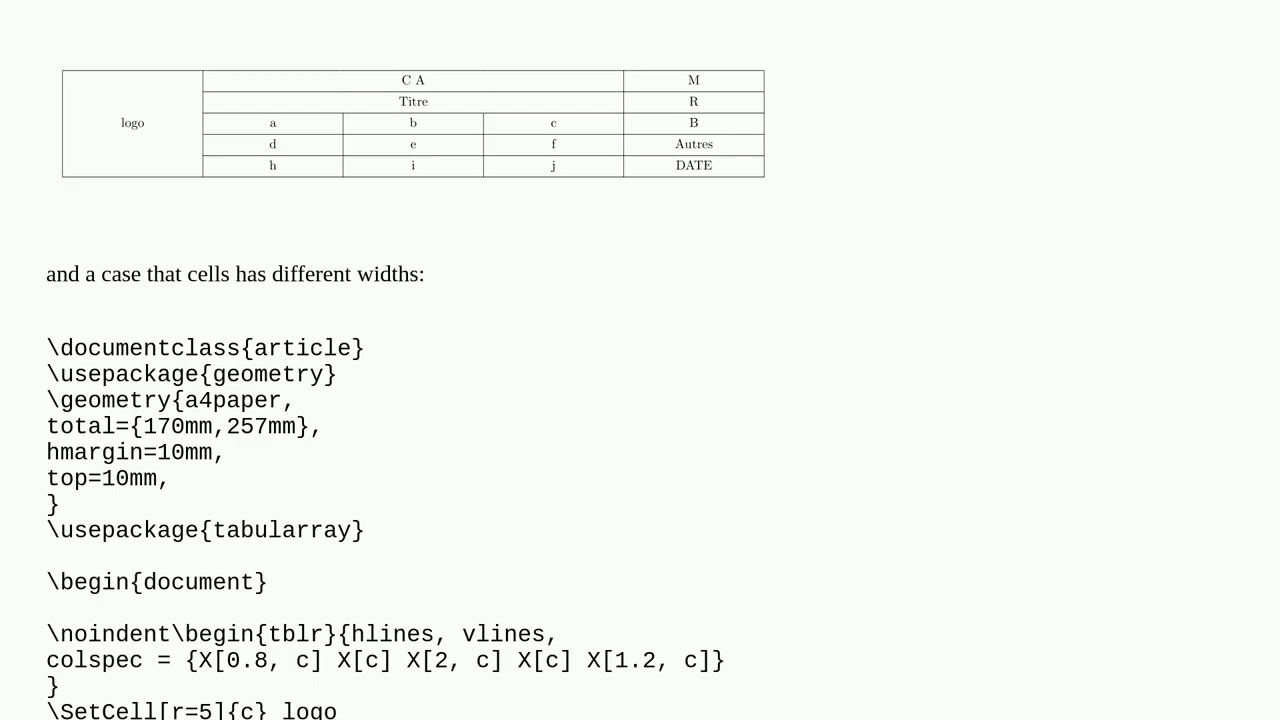 C A M
Titre R
logo a b c B
d e f Autres
h i j DATE
and a case that cells has different widths:
\documentclass{article}
\usepackage{geometry}
\geometry{a4paper,
total={170mm,257mm},
hmargin=10mm,
top=10mm,
}
\usepackage{tabularray}
\begin{document}
\noindent\begin{tblr}{hlines, vlines,
colspec = {X[0.8, c] X[c] X[2, c] X[c] X[1.2, c]}
}
\SetCell[r=5]{c} logo